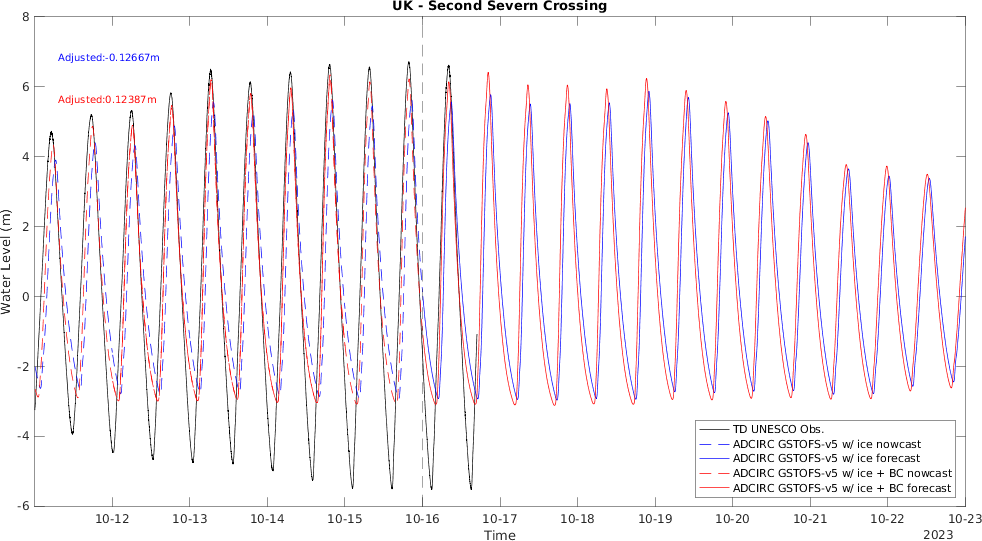 UK - Second Severn Crossing
8
6
4
2
0
-2
-4
-6
Water Level (m)
Adjusted:-0.12667m
Adjusted:0.12387m
TD UNESCO Obs.
ADCIRC GSTOFS-v5 w/ ice nowcast
ADCIRC GSTOFS-v5 w/ ice forecast
ADCIRC GSTOFS-v5 w/ ice + BC nowcast
ADCIRC GSTOFS-v5 w/ ice + BC forecast
10-12 10-13 10-14 10-15 10-16 10-17 10-18 10-19 10-20 10-21 10-22 10-23
Time
2023